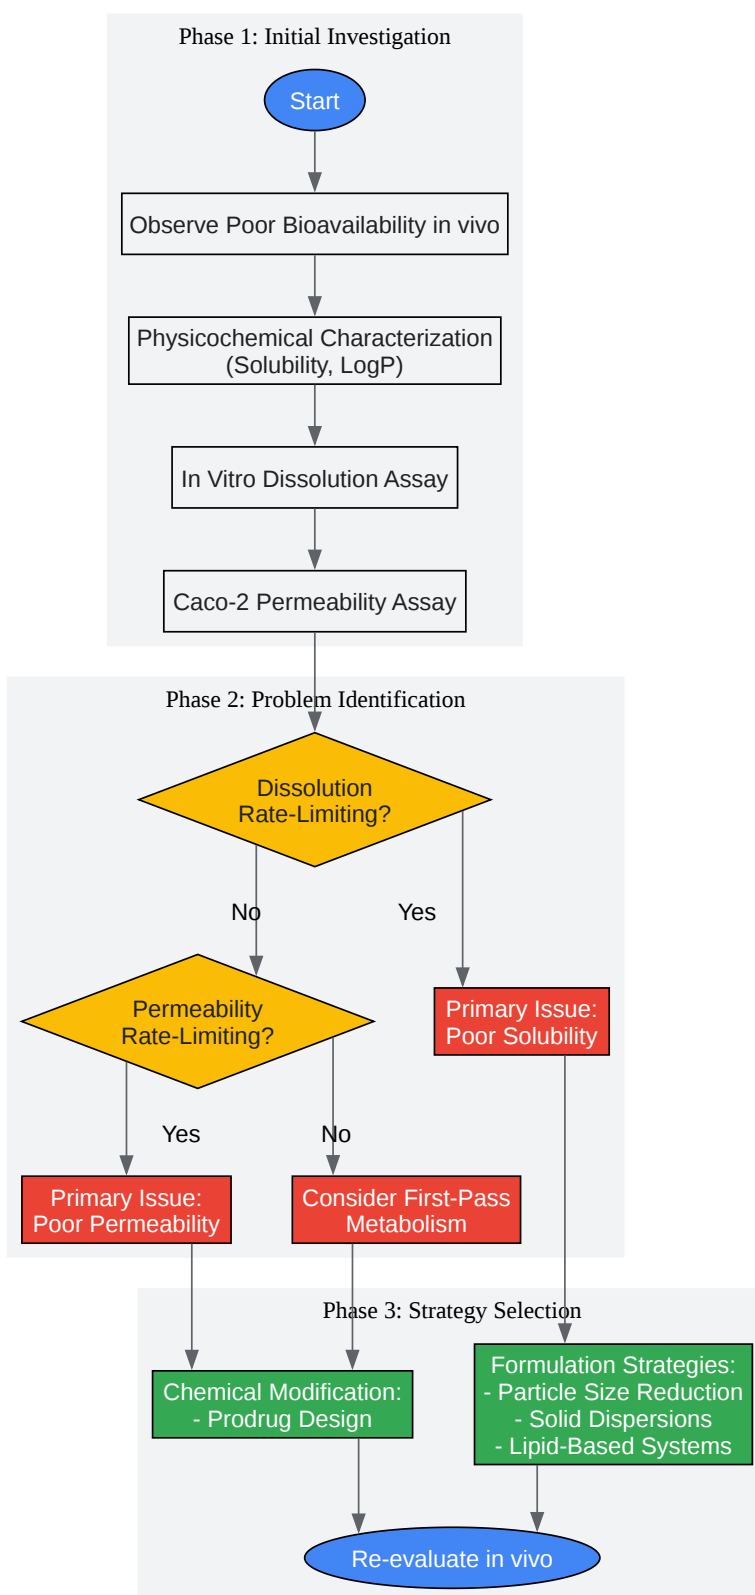 Phase 1: Initial Investigation
Start
Observe Poor Bioavailability in vivo
Physicochemical Characterization
(Solubility, LogP)
In Vitro Dissolution Assay
Caco-2 Permeability Assay
Phase 2: Problem Identification
Dissolution
Rate-Limiting?
No
Yes
Permeability
Rate-Limiting?
Primary Issue:
Poor Solubility
Yes
No
Primary Issue:
Poor Permeability
Consider First-Pass
Metabolism
Phase 3: Strategy Selection
Chemical Modification:
- Prodrug Design
Formulation Strategies:
- Particle Size Reduction
- Solid Dispersions
- Lipid-Based Systems
Re-evaluate in vivo